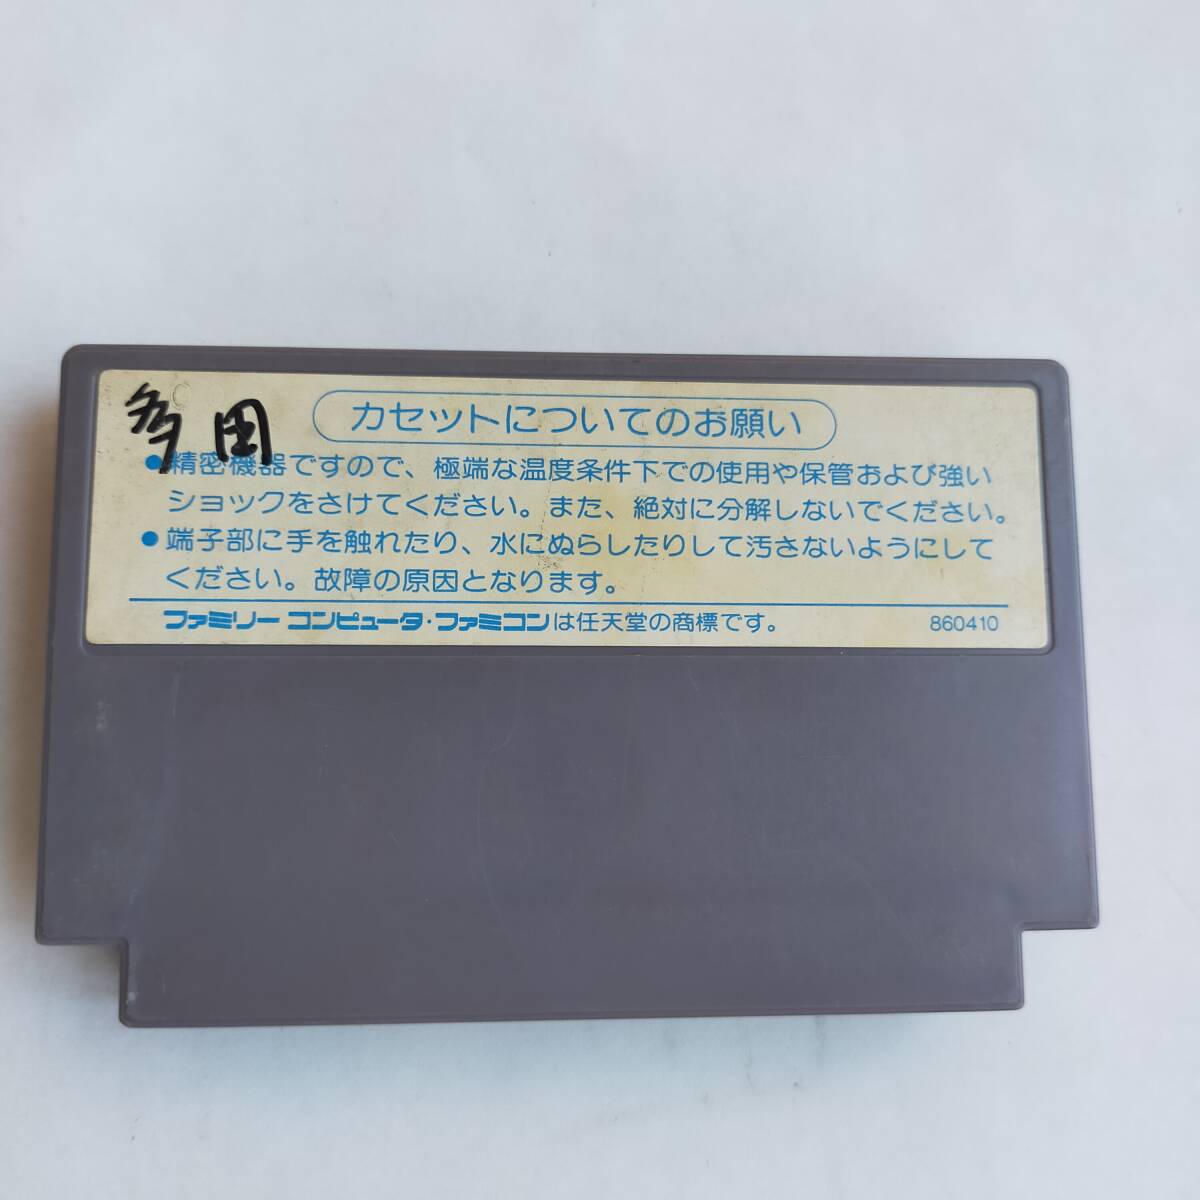 多田
カセットについてのお願い
●精密機器ですので、極端な温度条件下での使用や保管および強い
ショックをさけてください。また、絶対に分解しないでください。
●端子部に手を触れたり、水にぬらしたりして汚さないようにして
ください。故障の原因となります。
ファミリーコンピュータ・ファミコンは任天堂の商標です。 860410